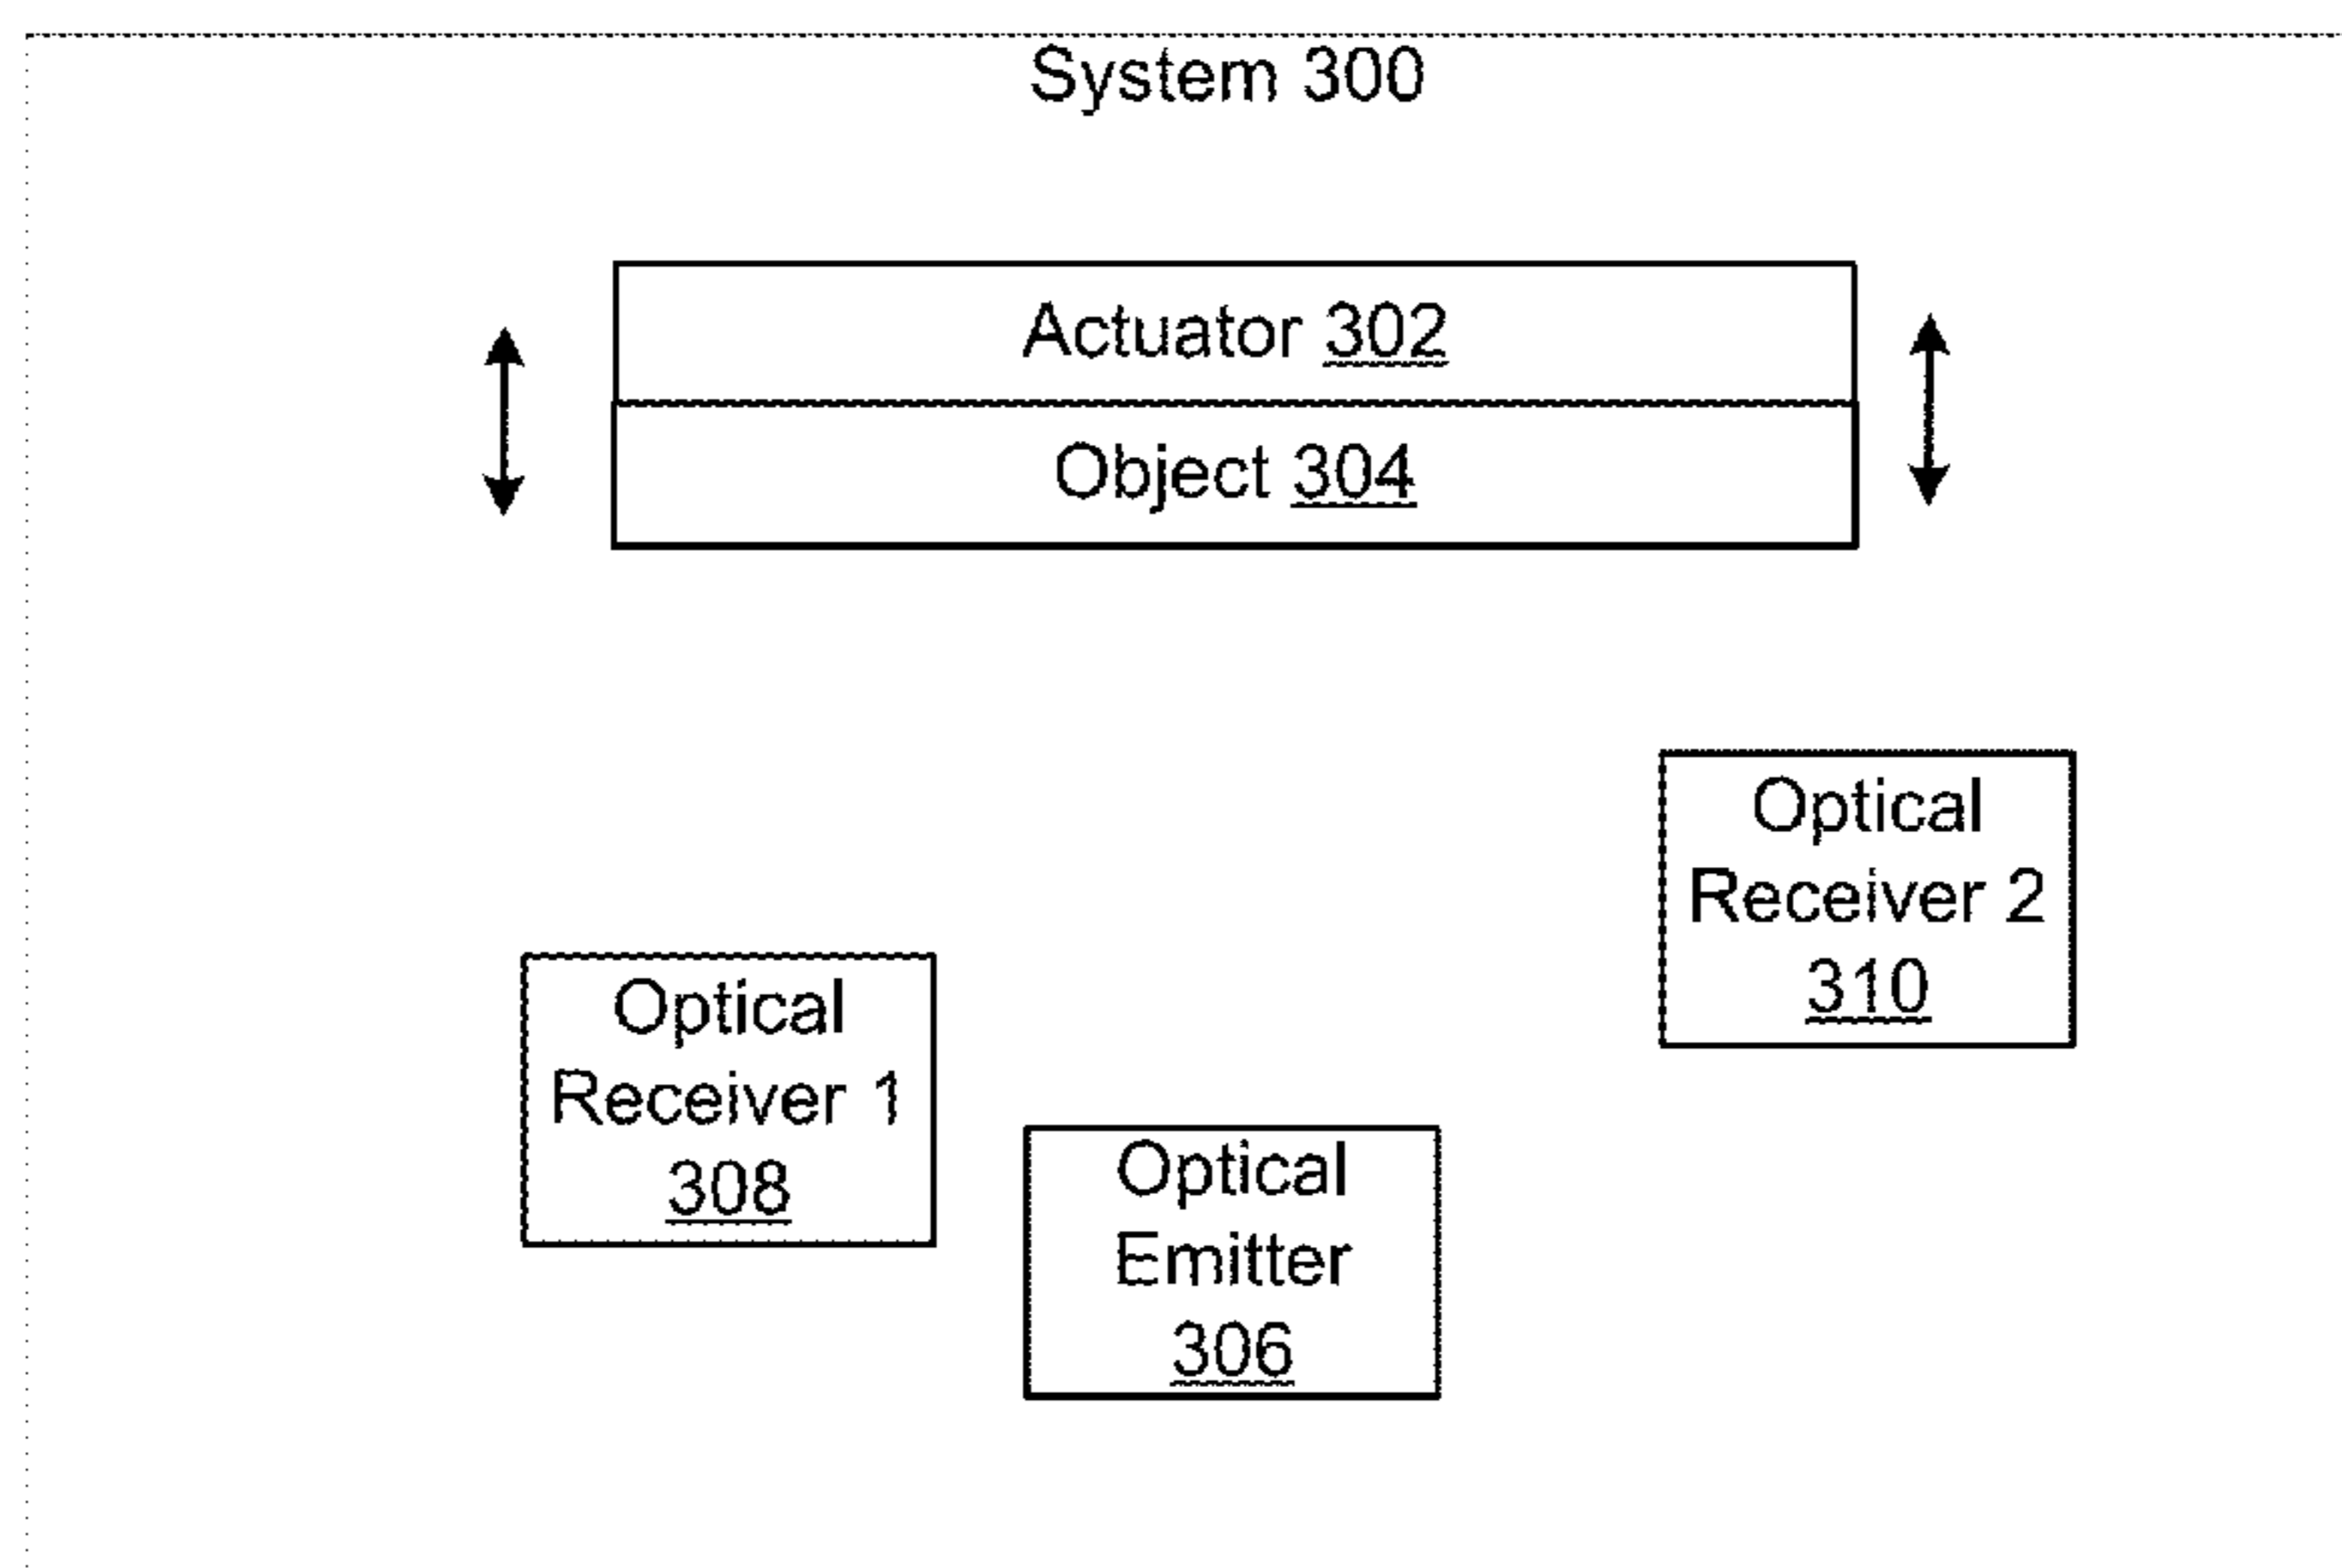 System 300
Actuator 302
Object 304
Optical
Receiver 2
310
Optical
Receiver 1
308
Optical
Emitter
306